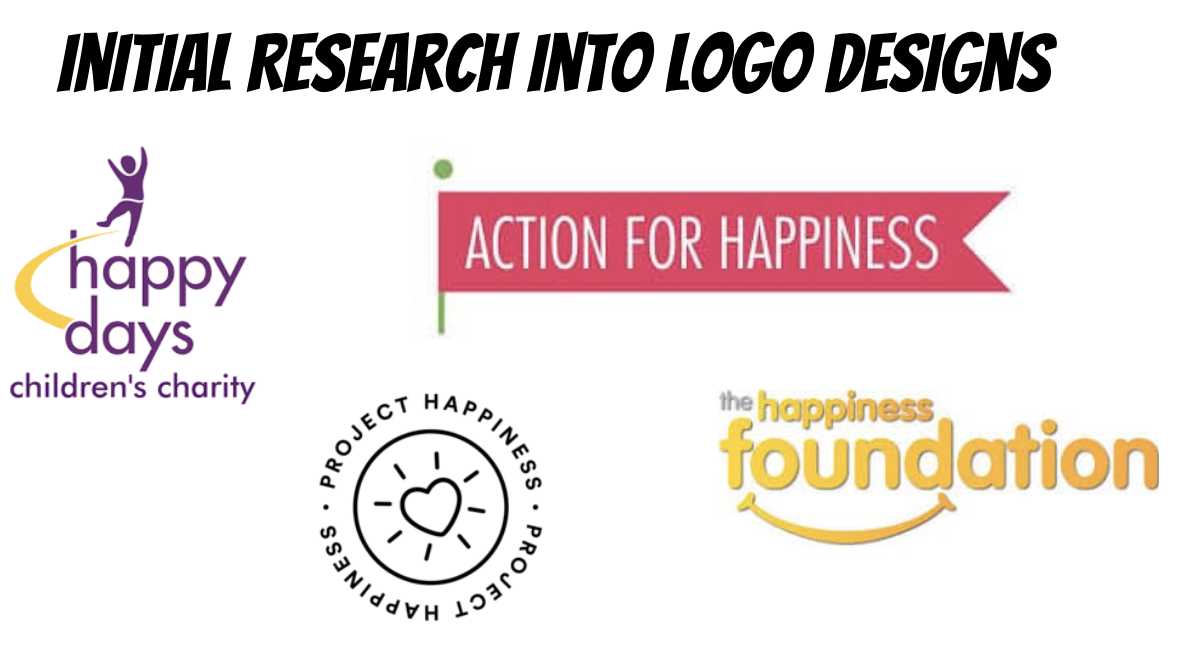 INITIAL RESEARCH INTO LOGO DESIGNS
happy
days
children's charity
ACTION FOR HAPPINESS
· PROJECT HAPPINESS · PROJECT HAPPINESS
the happiness
foundation